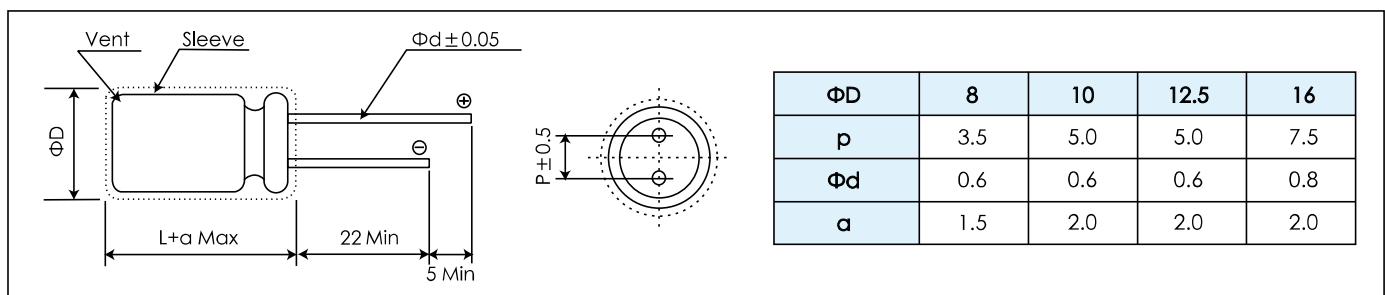 Vent
Sleeve
Φd±0.05
ΦD
⊕
⊖
L+a Max
22 Min
5 Min
P±0.5
ΦD 8 10 12.5 16
p 3.5 5.0 5.0 7.5
Φd 0.6 0.6 0.6 0.8
a 1.5 2.0 2.0 2.0